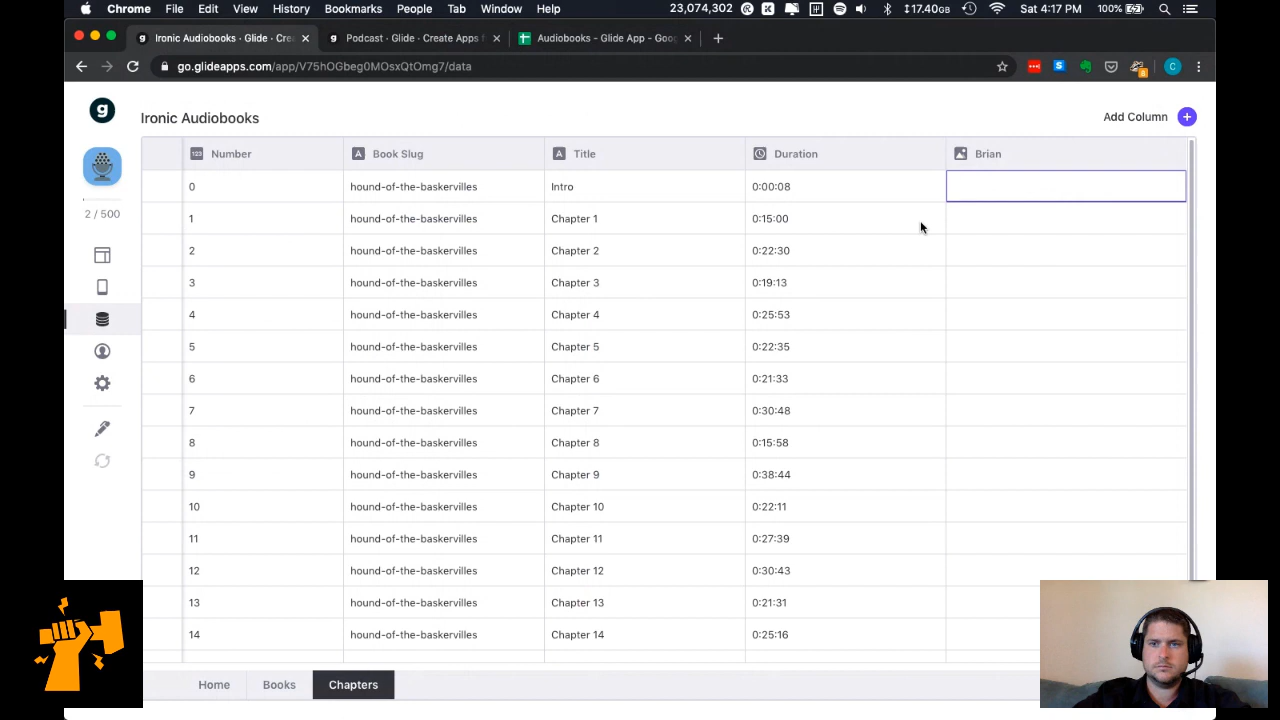 Chrome File Edit View History Bookmarks People Tab Window Help 23,074,302 17.40GB Sat 4:17 PM 100%
Ironic Audiobooks · Glide · Cre Podcast · Glide · Create Apps f Audiobooks - Glide App - Goo
go.glideapps.com/app/V75hOGbeg0MOsxQtOmg7/data C
g
Ironic Audiobooks Add Column
2 / 500
Number Book Slug Title Duration Brian
0 hound-of-the-baskervilles Intro 0:00:08
1 hound-of-the-baskervilles Chapter 1 0:15:00
2 hound-of-the-baskervilles Chapter 2 0:22:30
3 hound-of-the-baskervilles Chapter 3 0:19:13
4 hound-of-the-baskervilles Chapter 4 0:25:53
5 hound-of-the-baskervilles Chapter 5 0:22:35
6 hound-of-the-baskervilles Chapter 6 0:21:33
7 hound-of-the-baskervilles Chapter 7 0:30:48
8 hound-of-the-baskervilles Chapter 8 0:15:58
9 hound-of-the-baskervilles Chapter 9 0:38:44
10 hound-of-the-baskervilles Chapter 10 0:22:11
11 hound-of-the-baskervilles Chapter 11 0:27:39
12 hound-of-the-baskervilles Chapter 12 0:30:43
13 hound-of-the-baskervilles Chapter 13 0:21:31
14 hound-of-the-baskervilles Chapter 14 0:25:16
Home Books Chapters